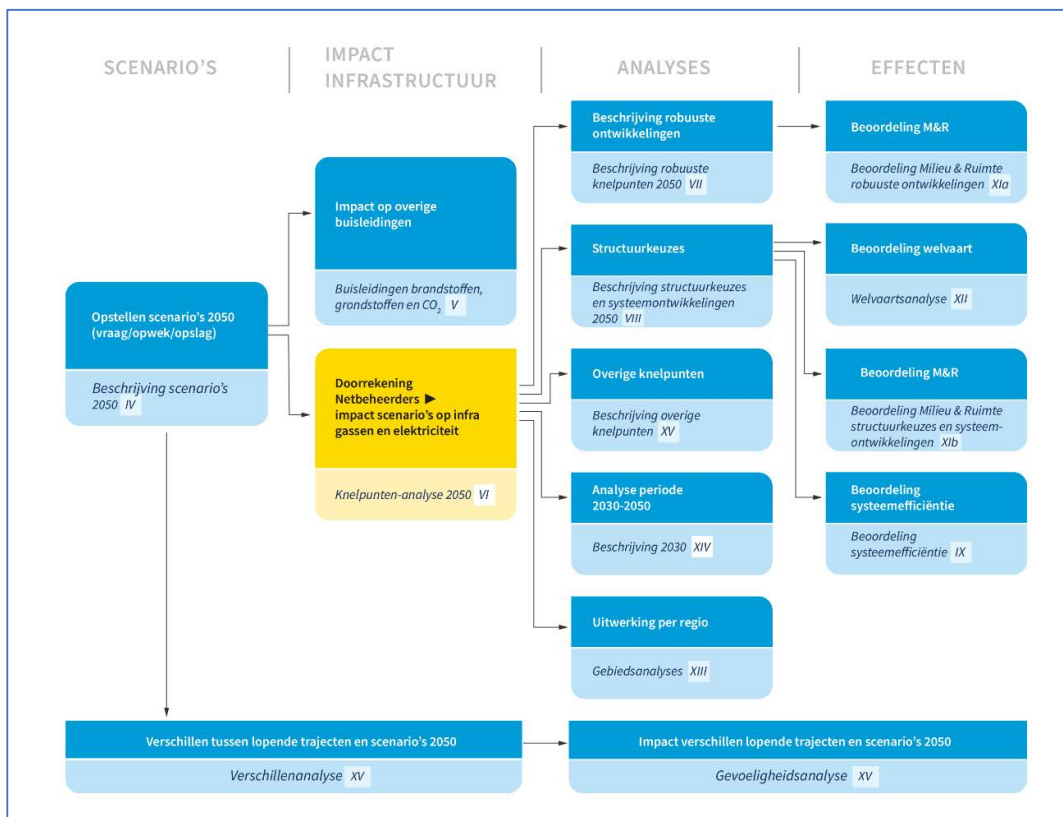 SCENARIO'S
IMPACT
INFRASTRUCTUUR
ANALYSES
EFFECTEN
Opstellen scenario's 2050
(vraag/opwek/opslag)
Beschrijving scenario's
2050 IV
Impact op overige
buisleidingen
Buisleidingen brandstoffen,
grondstoffen en CO₂ V
Doorrekening
Netbeheerders ►
impact scenario's op infra
gassen en elektriciteit
Knelpunten-analyse 2050 VI
Beschrijving robuuste
ontwikkelingen
Beschrijving robuuste
knelpunten 2050 VII
Structuurkeuzes
Beschrijving structuurkeuzes
en systeemontwikkelingen
2050 VIII
Overige knelpunten
Beschrijving overige
knelpunten XV
Analyse periode
2030-2050
Beschrijving 2030 XIV
Uitwerking per regio
Gebiedsanalyses XIII
Beoordeling M&R
Beoordeling Milieu & Ruimte
robuuste ontwikkelingen XIa
Beoordeling welvaart
Welvaartsanalyse XII
Beoordeling M&R
Beoordeling Milieu & Ruimte
structuurkeuzes en systeem-
ontwikkelingen XIb
Beoordeling
systeemefficiëntie
Beoordeling
systeemefficiëntie IX
Verschillen tussen lopende trajecten en scenario's 2050
Verschillenanalyse XV
Impact verschillen lopende trajecten en scenario's 2050
Gevoeligheidsanalyse XV